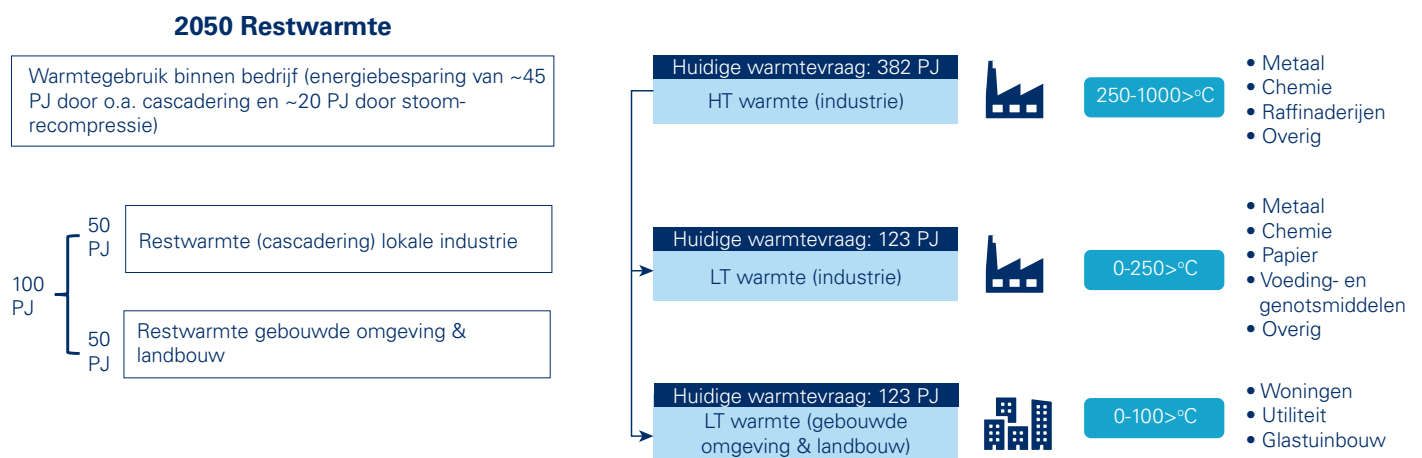 2050 Restwarmte
Warmtegebruik binnen bedrijf (energiebesparing van ~45
PJ door o.a. cascadering en ~20 PJ door stoom-
recompressie)
100
PJ
50
PJ
Restwarmte (cascadering) lokale industrie
50
PJ
Restwarmte gebouwde omgeving &
landbouw
Huidige warmtevraag: 382 PJ
HT warmte (industrie)
250-1000>°C
• Metaal
• Chemie
• Raffinaderijen
• Overig
Huidige warmtevraag: 123 PJ
LT warmte (industrie)
0-250>°C
• Metaal
• Chemie
• Papier
• Voeding- en
genotsmiddelen
• Overig
Huidige warmtevraag: 123 PJ
LT warmte (gebouwde
omgeving & landbouw)
0-100>°C
• Woningen
• Utiliteit
• Glastuinbouw